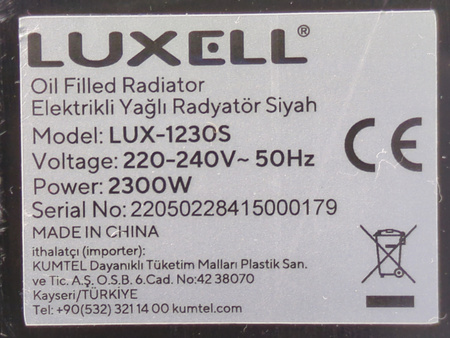 LUXELL®
Oil Filled Radiator
Elektrikli Yağlı Radyatör Siyah
Model: LUX-1230S
Voltage: 220-240V~ 50Hz
Power: 2300W
Serial No: 22050228415000179
MADE IN CHINA
ithalatçı (importer):
KUMTEL Dayanıklı Tüketim Malları Plastik San.
ve Tic. A.Ş. O.S.B. 6.Cad. No:42 38070
Kayseri/TÜRKİYE
Tel: +90(532) 321 14 00 kumtel.com
CE